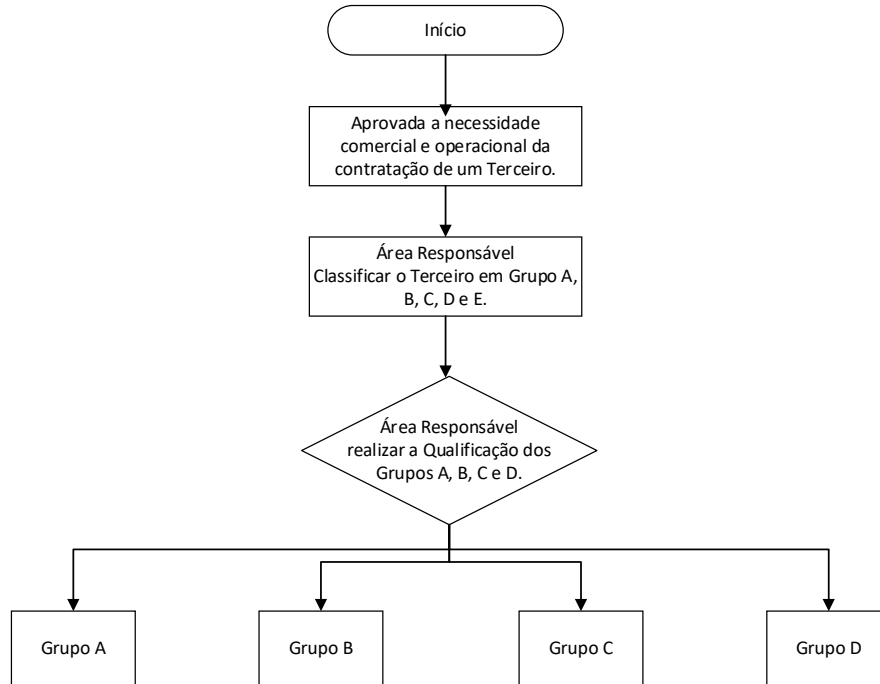 Início
Aprovada a necessidade
comercial e operacional da
contratação de um Terceiro.
Área Responsável
Classificar o Terceiro em Grupo A,
B, C, D e E.
Área Responsável
realizar a Qualificação dos
Grupos A, B, C e D.
Grupo A
Grupo B
Grupo C
Grupo D